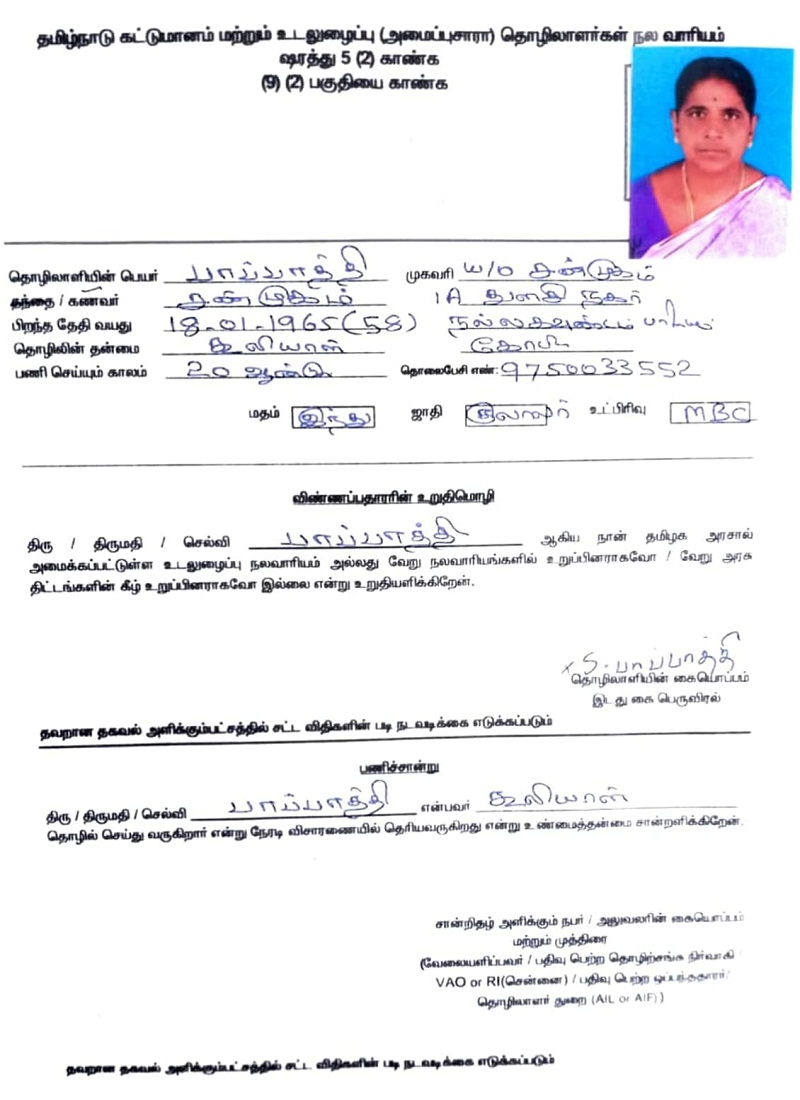 தமிழ்நாடு கட்டுமானம் மற்றும் உடலுழைப்பு (அமைப்புசாரா) தொழிலாளர்கள் நல வாரியம்
ஷரத்து 5 (2) காண்க
(9) (2) பகுதியை காண்க
தொழிலாளியின் பெயர் பாப்பாத்தி முகவரி W/O சண்முகம்
தந்தை / கணவர் சண்முகம் 1A துளசி நகர்
பிறந்த தேதி வயது 18-01-1965 (58) நல்லகவுண்டம் பாளையம்
தொழிலின் தன்மை கூலியாள் கோபி
பணி செய்யும் காலம் 20 ஆண்டு தொலைபேசி எண்: 9750033552
மதம் இந்து ஜாதி குலாளர் உட்பிரிவு MBC
விண்ணப்பதாரரின் உறுதிமொழி
திரு / திருமதி / செல்வி பாப்பாத்தி ஆகிய நான் தமிழக அரசால்
அமைக்கப்பட்டுள்ள உடலுழைப்பு நலவாரியம் அல்லது வேறு நலவாரியங்களில் உறுப்பினராகவோ / வேறு அரசு
திட்டங்களின் கீழ் உறுப்பினராகவோ இல்லை என்று உறுதியளிக்கிறேன்.
x S. பாப்பாத்தி
தொழிலாளியின் கையொப்பம்
இடது கை பெருவிரல்
தவறான தகவல் அளிக்கும்பட்சத்தில் சட்ட விதிகளின் படி நடவடிக்கை எடுக்கப்படும்
பணிச்சான்று
திரு / திருமதி / செல்வி பாப்பாத்தி என்பவர் கூலியாள்
தொழில் செய்து வருகிறார் என்று நேரடி விசாரணையில் தெரியவருகிறது என்று உண்மைத்தன்மை சான்றளிக்கிறேன்.
சான்றிதழ் அளிக்கும் நபர் / அலுவலரின் கையொப்பம்
மற்றும் முத்திரை
(வேலையளிப்பவர் / பதிவு பெற்ற தொழிற்சங்க நிர்வாகி /
VAO or RI(சென்னை) / பதிவு பெற்ற ஒப்பந்ததாரர்/
தொழிலாளர் துறை (AIL or AIF) )
தவறான தகவல் அளிக்கும்பட்சத்தில் சட்ட விதிகளின் படி நடவடிக்கை எடுக்கப்படும்